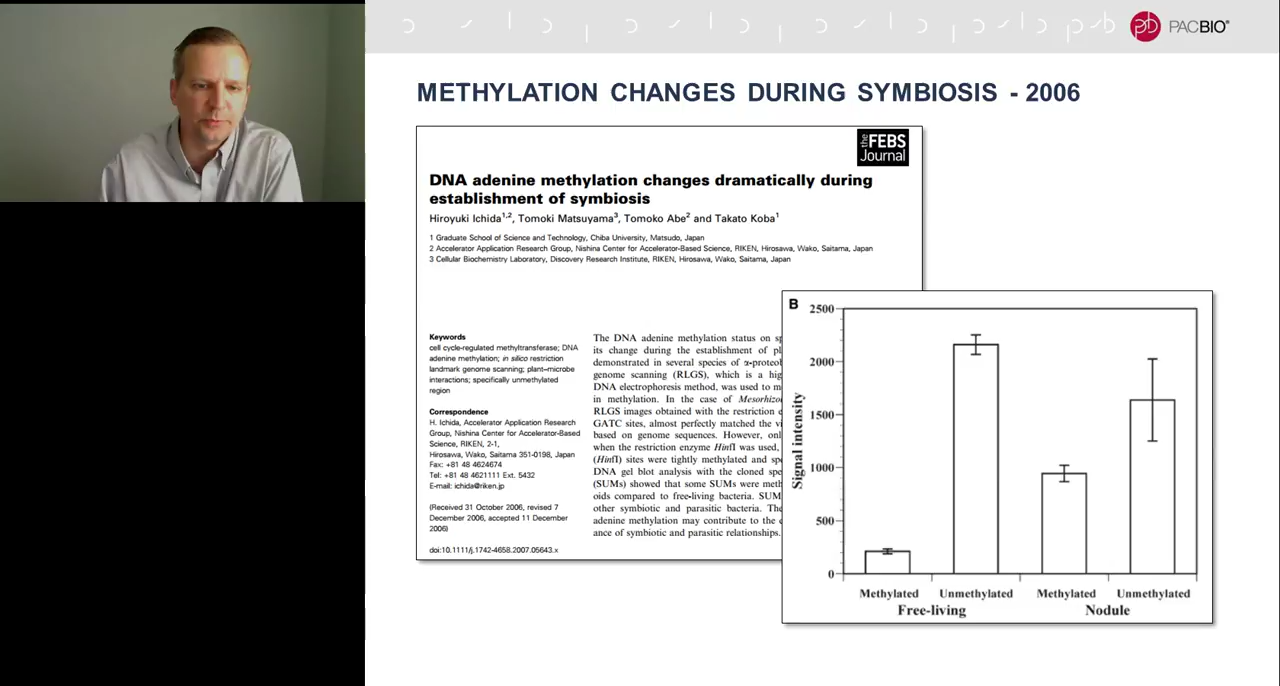 PACBIO®
METHYLATION CHANGES DURING SYMBIOSIS - 2006
the FEBS
Journal
DNA adenine methylation changes dramatically during
establishment of symbiosis
Hiroyuki Ichida1,2, Tomoki Matsuyama3, Tomoko Abe2 and Takato Koba1
1 Graduate School of Science and Technology, Chiba University, Matsudo, Japan
2 Accelerator Application Research Group, Nishina Center for Accelerator-Based Science, RIKEN, Hirosawa, Wako, Saitama, Japan
3 Cellular Biochemistry Laboratory, Discovery Research Institute, RIKEN, Hirosawa, Wako, Saitama, Japan
Keywords
cell cycle-regulated methyltransferase; DNA
adenine methylation; in silico restriction
landmark genome scanning; plant–microbe
interactions; specifically unmethylated
region
Correspondence
H. Ichida, Accelerator Application Research
Group, Nishina Center for Accelerator-Based
Science, RIKEN, 2-1,
Hirosawa, Wako, Saitama 351-0198, Japan
Fax: +81 48 4624674
Tel: +81 48 4621111 Ext. 5432
E-mail: ichida@riken.jp
(Received 31 October 2006, revised 7
December 2006, accepted 11 December
2006)
doi:10.1111/j.1742-4658.2007.05643.x
The DNA adenine methylation status on sp
its change during the establishment of pl
demonstrated in several species of α-proteol
genome scanning (RLGS), which is a hig
DNA electrophoresis method, was used to m
in methylation. In the case of Mesorhizo
RLGS images obtained with the restriction e
GATC sites, almost perfectly matched the vi
based on genome sequences. However, onl
when the restriction enzyme HinfI was used,
(HinfI) sites were tightly methylated and spe
DNA gel blot analysis with the cloned spe
(SUMs) showed that some SUMs were meth
oids compared to free-living bacteria. SUM
other symbiotic and parasitic bacteria. The
adenine methylation may contribute to the
ance of symbiotic and parasitic relationships.
B
Signal intensity
2500
2000
1500
1000
500
0
Methylated Unmethylated Methylated Unmethylated
Free-living Nodule